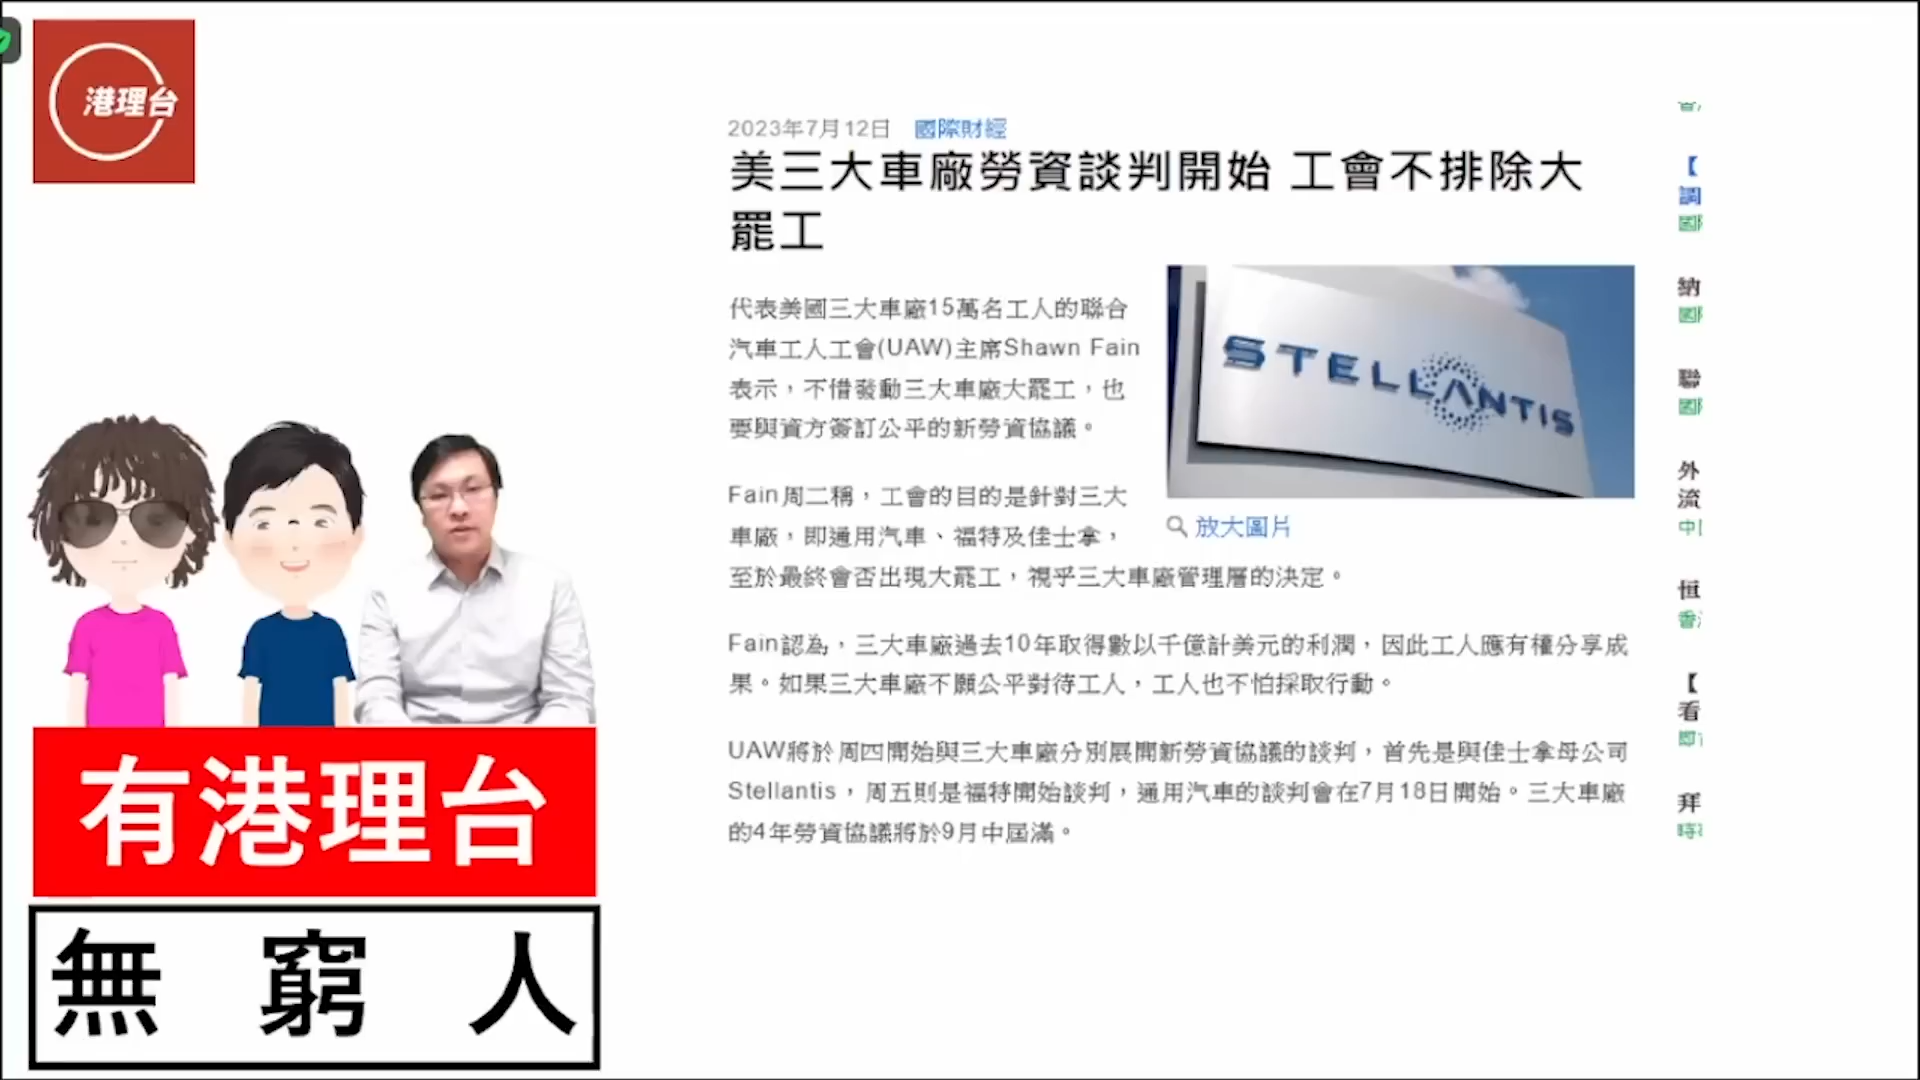 港理台
2023年7月12日 國際財經
美三大車廠勞資談判開始 工會不排除大
罷工
代表美國三大車廠15萬名工人的聯合
汽車工人工會(UAW)主席Shawn Fain
表示，不惜發動三大車廠大罷工，也
要與資方簽訂公平的新勞資協議。
STELLANTIS
放大圖片
Fain周二稱，工會的目的是針對三大
車廠，即通用汽車、福特及佳士拿，
至於最終會否出現大罷工，視乎三大車廠管理層的決定。
Fain認為，三大車廠過去10年取得數以千億計美元的利潤，因此工人應有權分享成
果。如果三大車廠不願公平對待工人，工人也不怕採取行動。
UAW將於周四開始與三大車廠分別展開新勞資協議的談判，首先是與佳士拿母公司
Stellantis，周五則是福特開始談判，通用汽車的談判會在7月18日開始。三大車廠
的4年勞資協議將於9月中屆滿。
【
調
納
聯
外
流
恒
【
看
拜
有港理台
無窮人